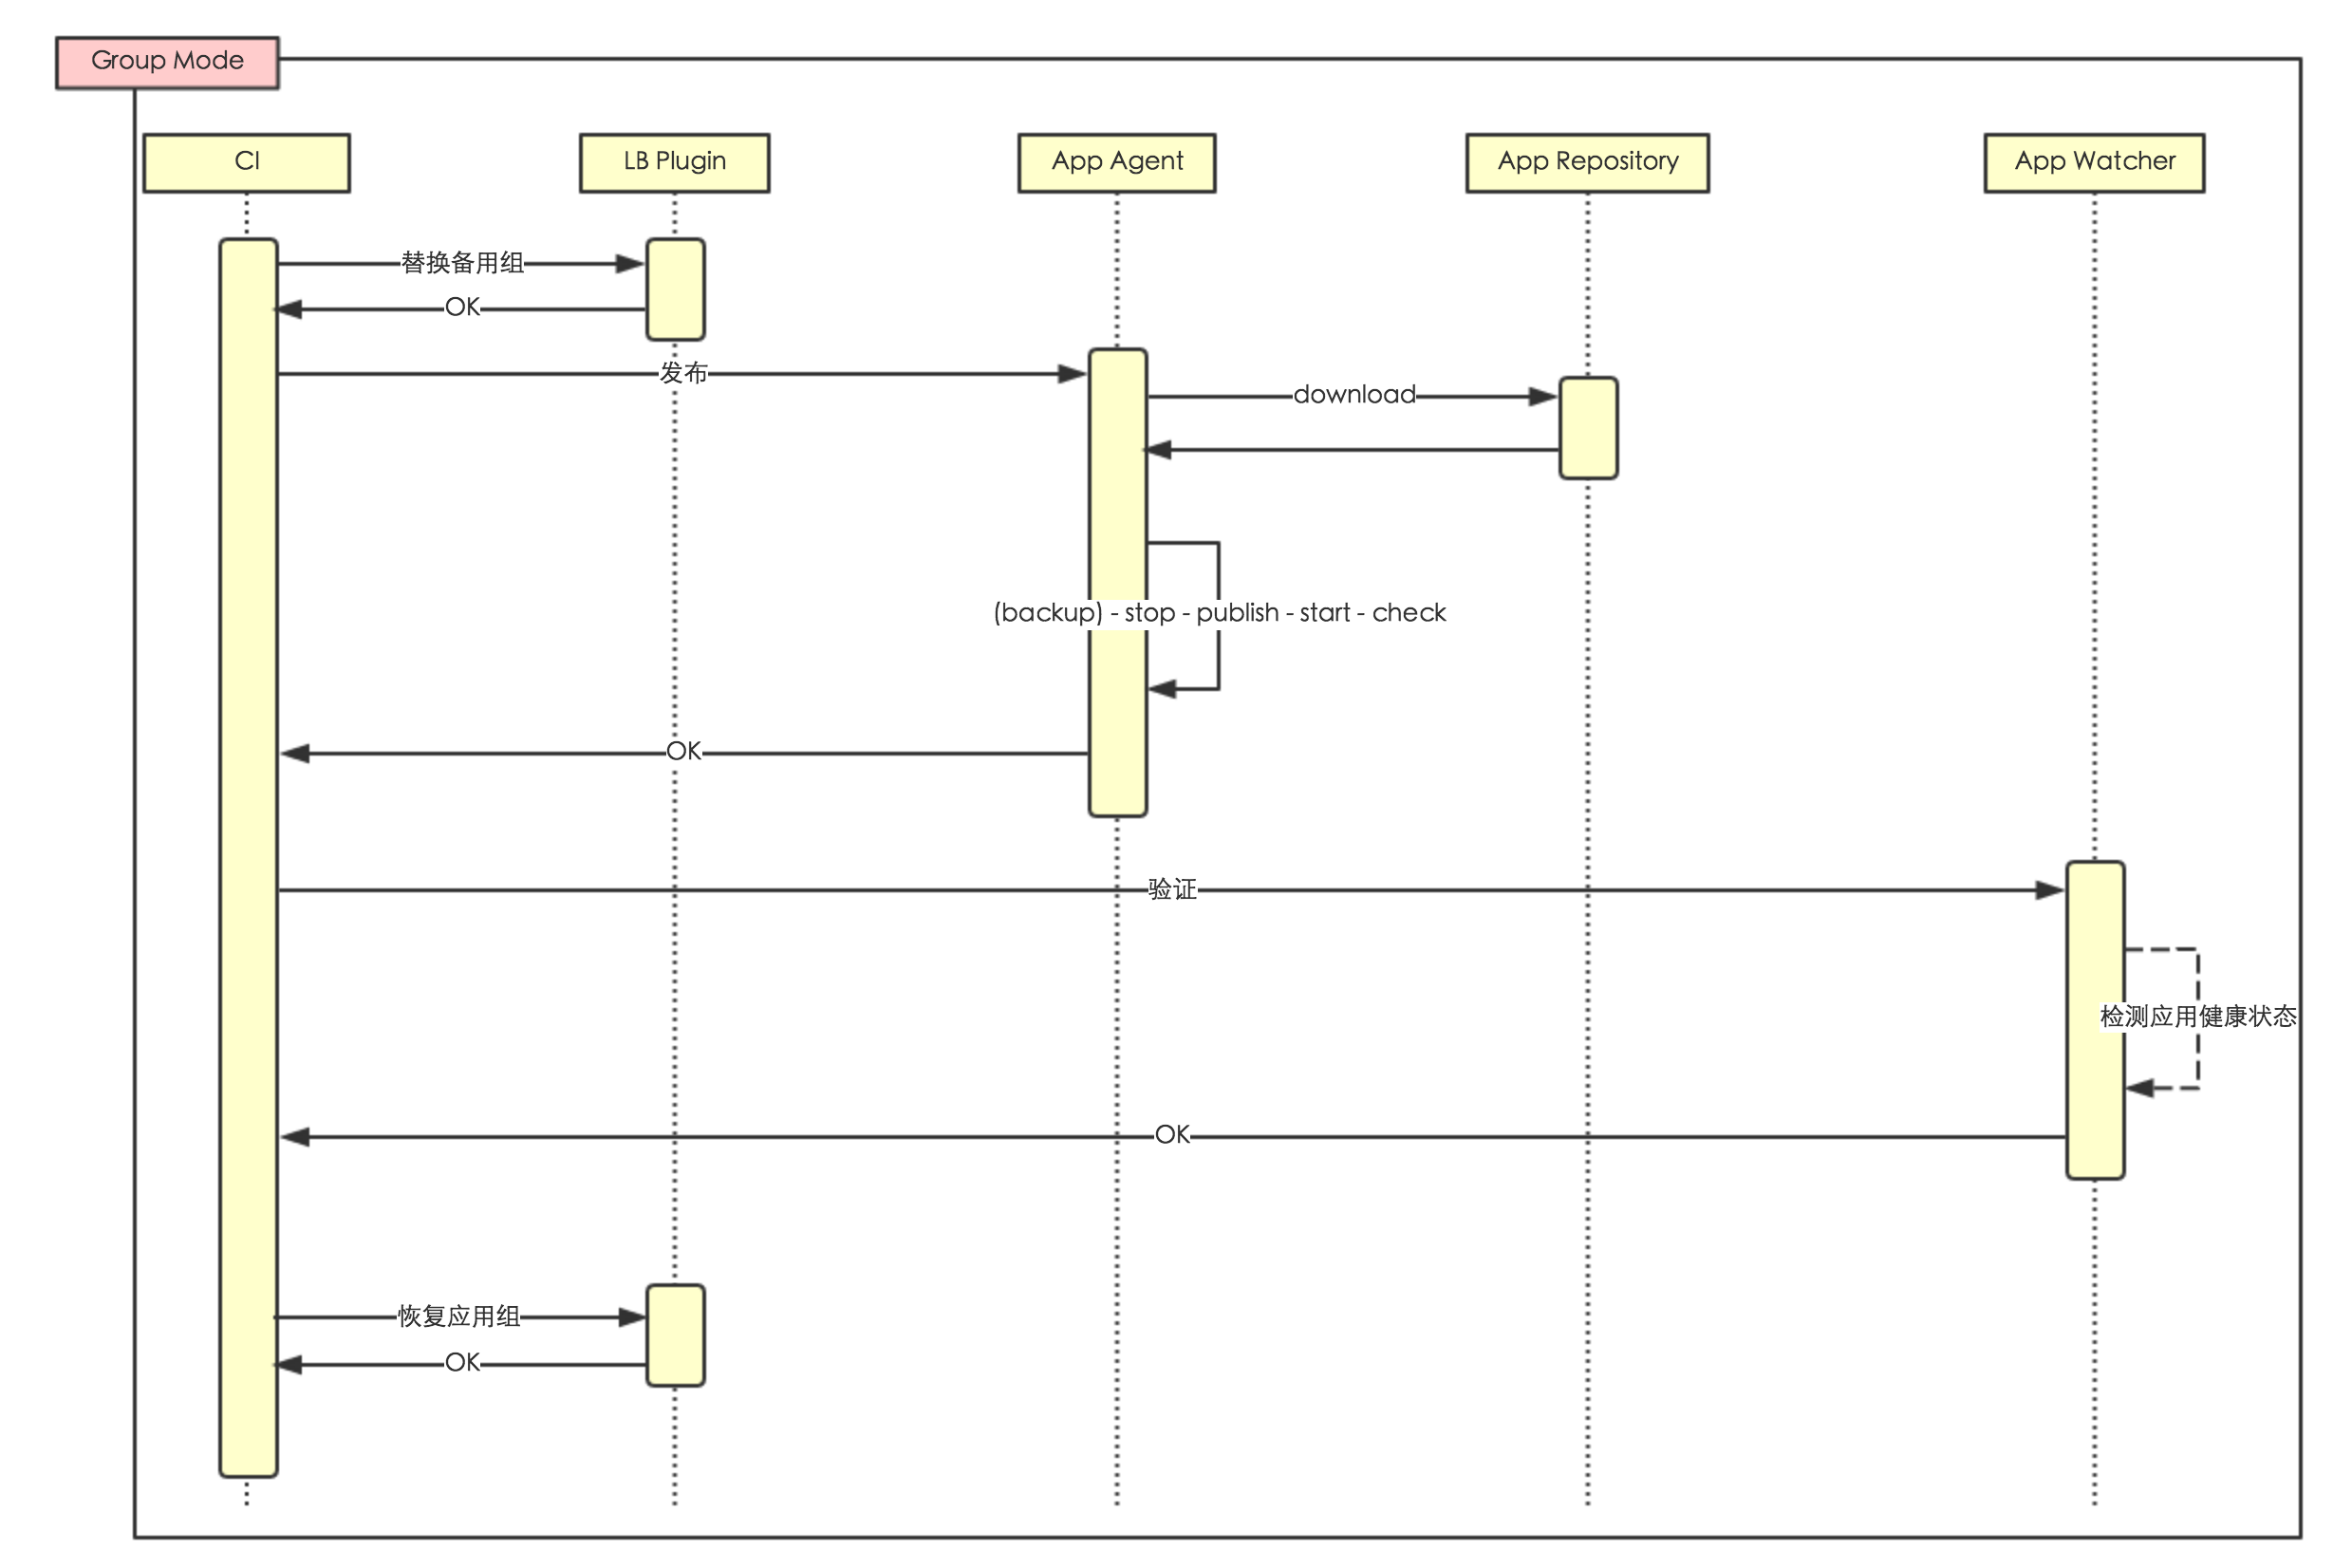 Group Mode
CI
LB Plugin
App Agent
App Repository
App Watcher
替换备用组
OK
发布
download
(backup) - stop - publish - start - check
OK
验证
检测应用健康状态
OK
恢复应用组
OK